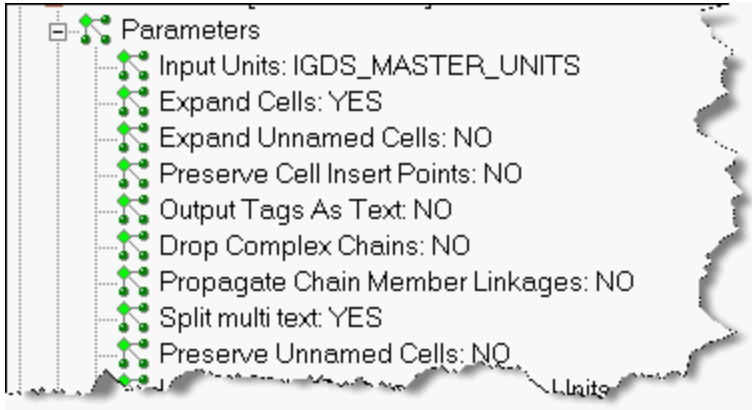 Parameters
Input Units: IGDS_MASTER_UNITS
Expand Cells: YES
Expand Unnamed Cells: NO
Preserve Cell Insert Points: NO
Output Tags As Text: NO
Drop Complex Chains: NO
Propagate Chain Member Linkages: NO
Split multi text: YES
Preserve Unnamed Cells: NO
Units